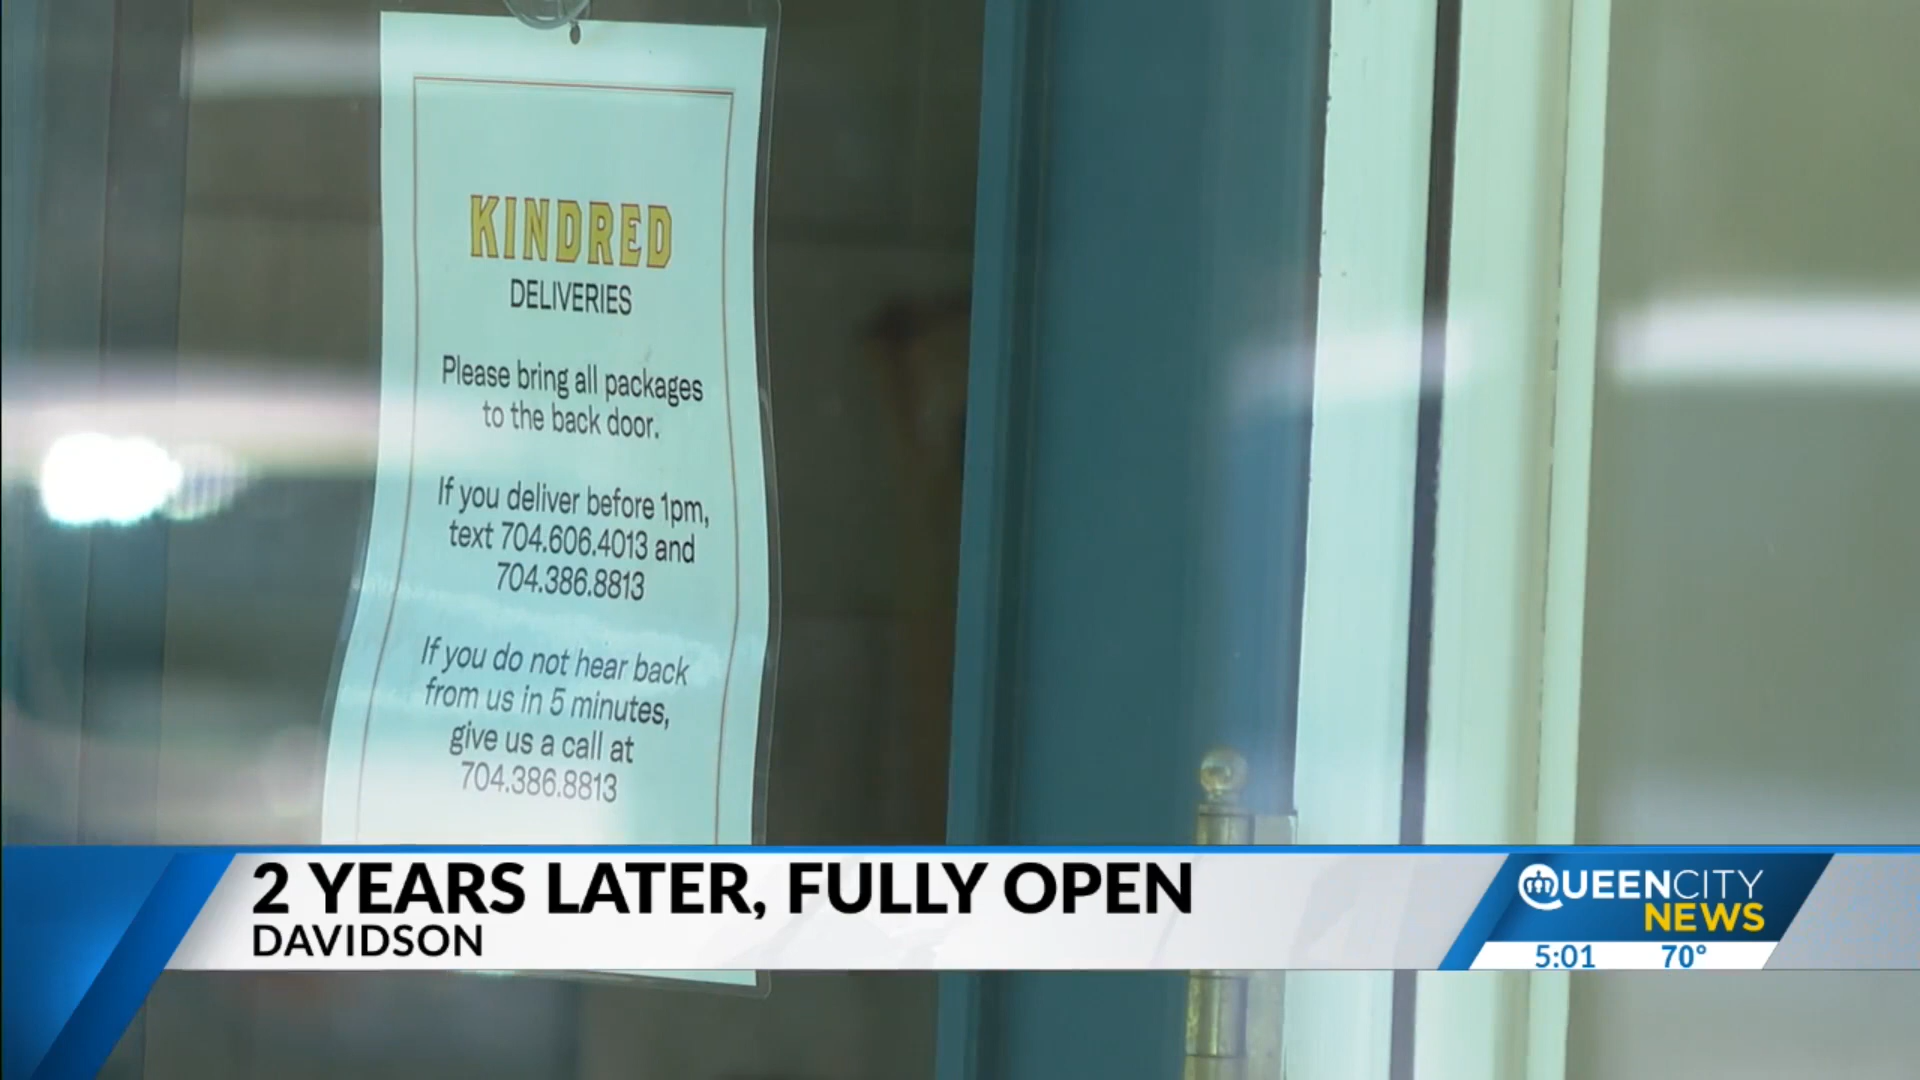 KINDRED
DELIVERIES
Please bring all packages
to the back door.
If you deliver before 1pm,
text 704.606.4013 and
704.386.8813
If you do not hear back
from us in 5 minutes,
give us a call at
704.386.8813
2 YEARS LATER, FULLY OPEN
DAVIDSON
QUEENCITY
NEWS
5:01 70°